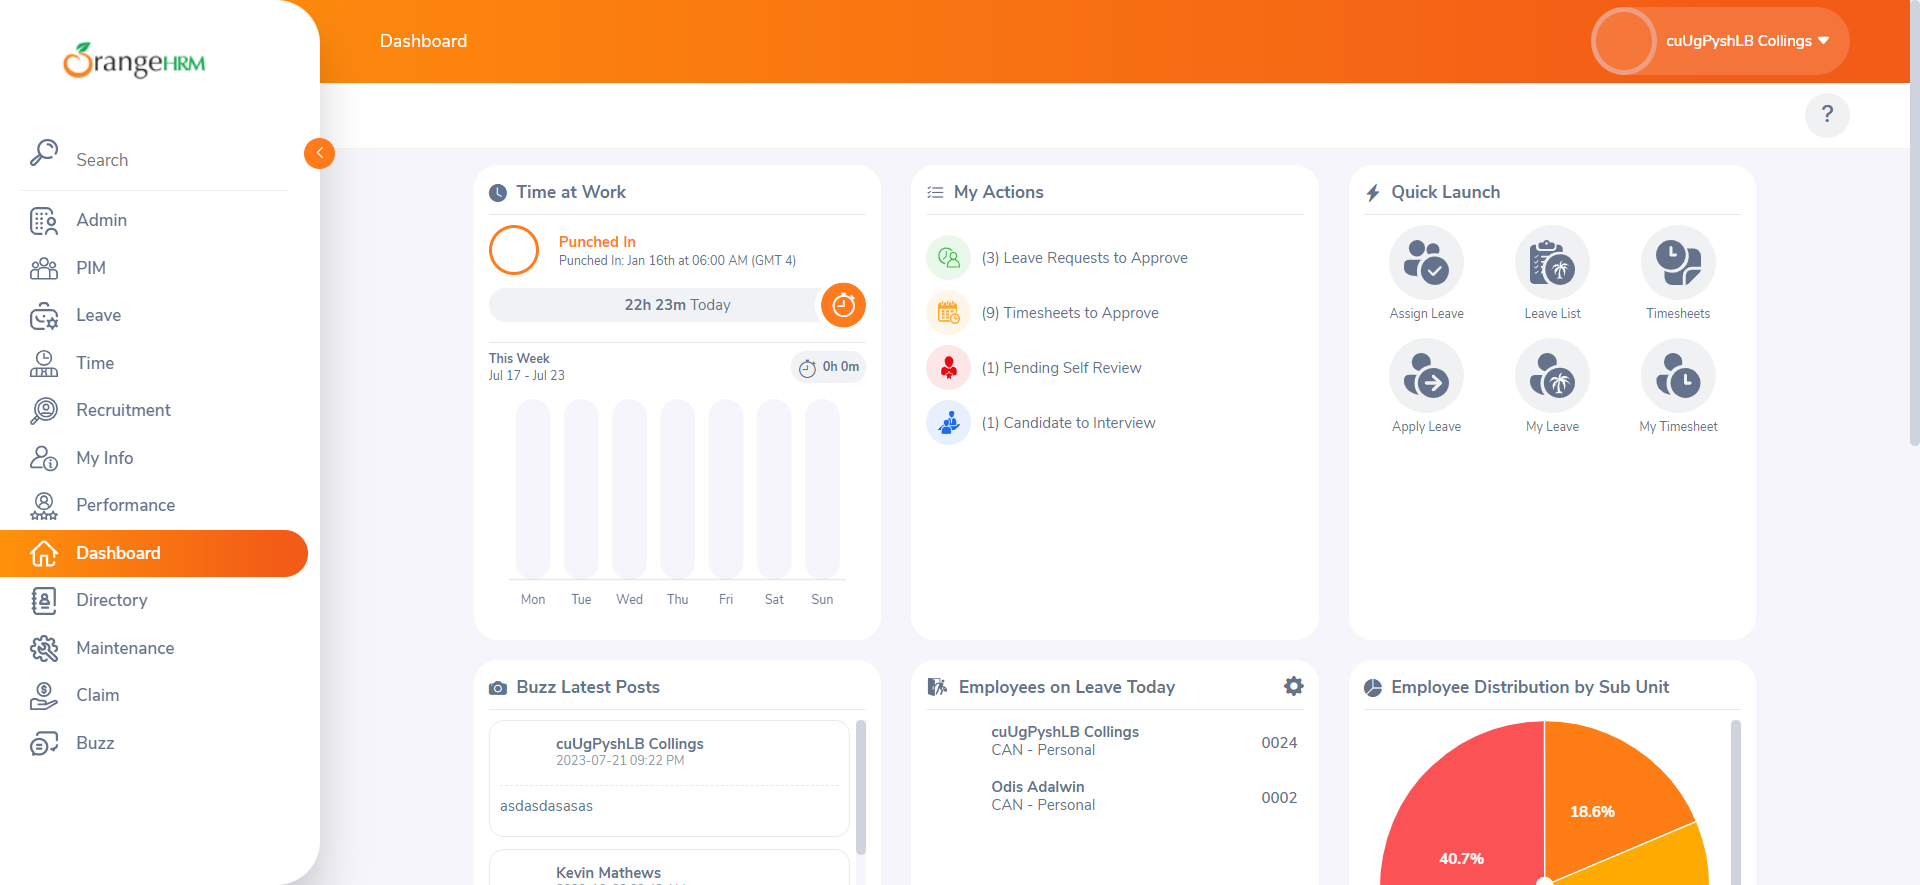 OrangeHRM
Search
Admin
PIM
Leave
Time
Recruitment
My Info
Performance
Dashboard
Directory
Maintenance
Claim
Buzz
Dashboard
cuUgPyshLB Collings
?
Time at Work
Punched In
Punched In: Jan 16th at 06:00 AM (GMT 4)
22h 23m Today
This Week
Jul 17 - Jul 23
0h 0m
Mon Tue Wed Thu Fri Sat Sun
My Actions
(3) Leave Requests to Approve
(9) Timesheets to Approve
(1) Pending Self Review
(1) Candidate to Interview
Quick Launch
Assign Leave Leave List Timesheets
Apply Leave My Leave My Timesheet
Buzz Latest Posts
cuUgPyshLB Collings
2023-07-21 09:22 PM
asdasdasasas
Kevin Mathews
Employees on Leave Today
cuUgPyshLB Collings
CAN - Personal
0024
Odis Adalwin
CAN - Personal
0002
Employee Distribution by Sub Unit
18.6%
40.7%